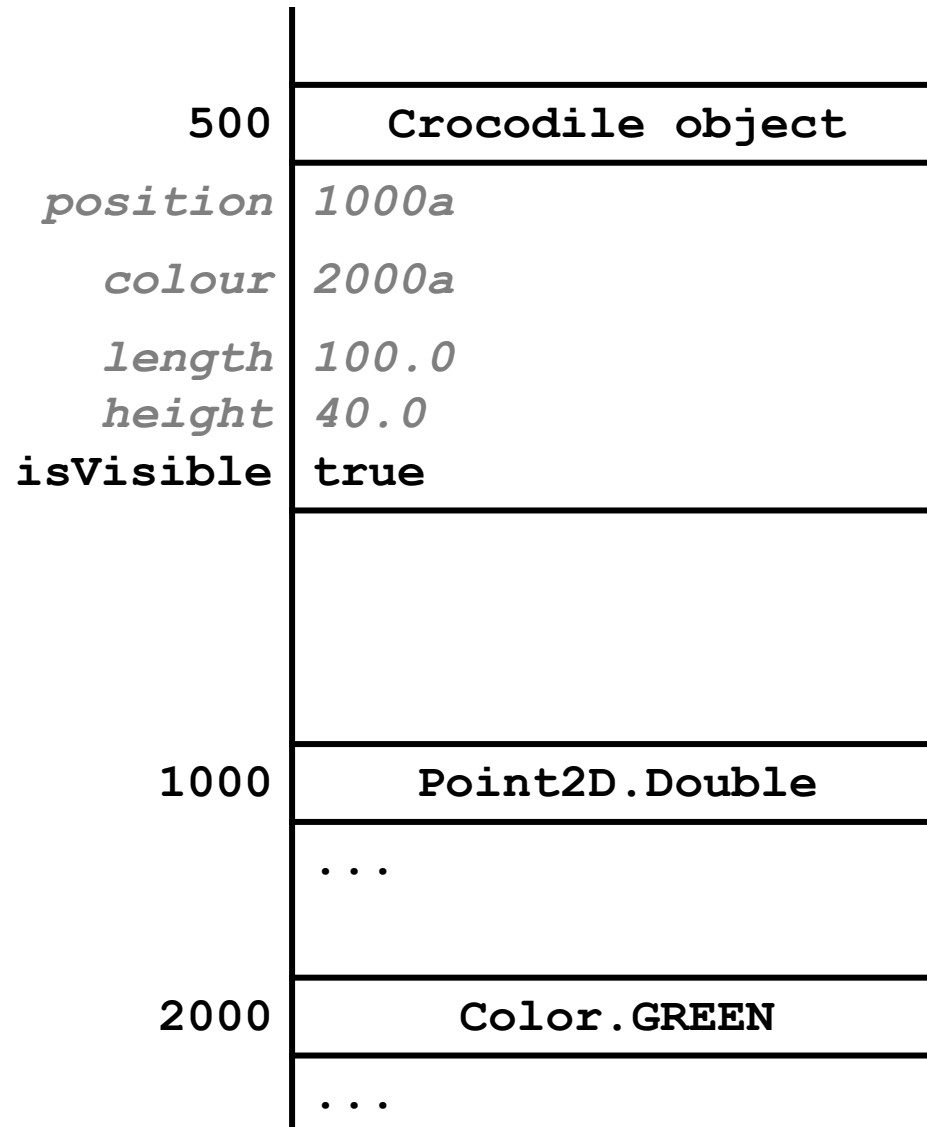 500 Crocodile object
position 1000a
colour 2000a
length 100.0
height 40.0
isVisible true
1000 Point2D.Double
...
2000 Color.GREEN
...